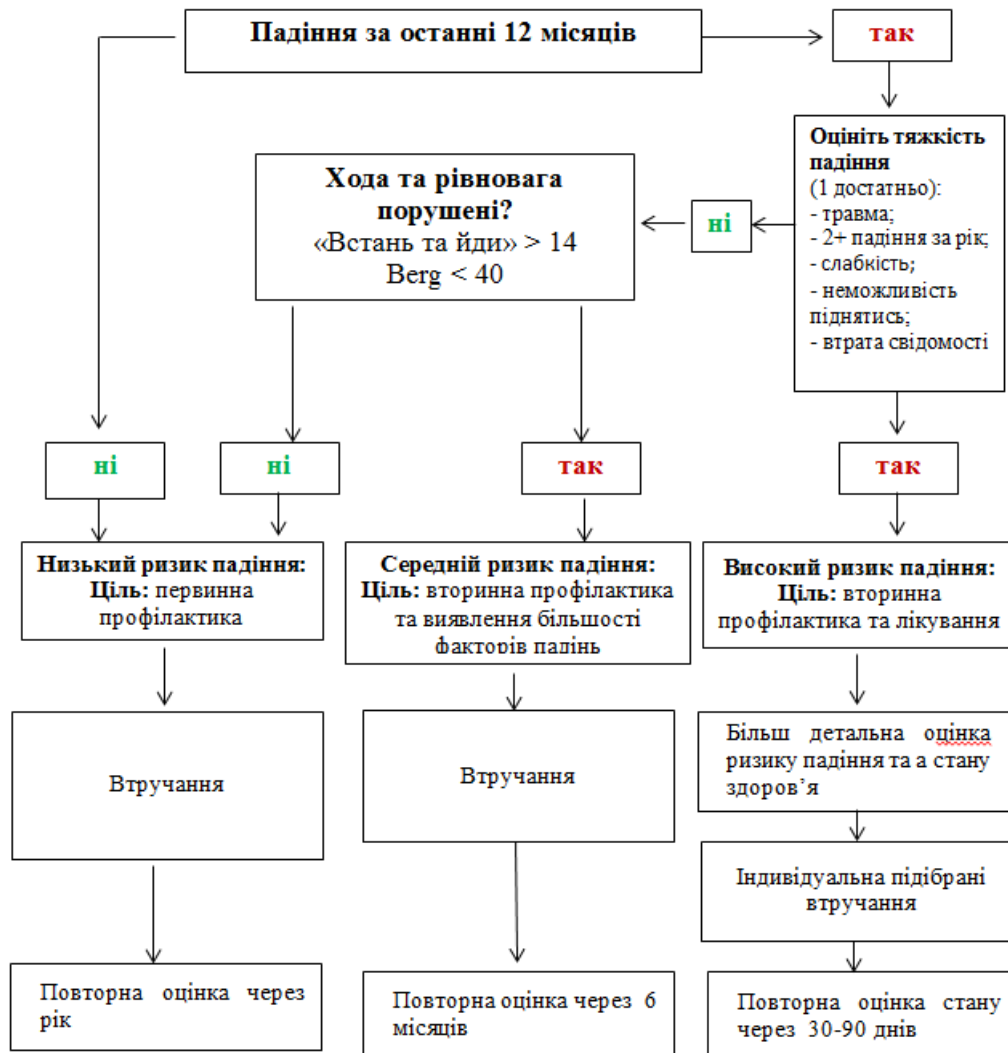 Падіння за останні 12 місяців
так
Оцініть тяжкість
падіння
(1 достатньо):
- травма;
- 2+ падіння за рік;
- слабкість;
- неможливість
піднятись;
- втрата свідомості
ні
Хода та рівновага
порушені?
«Встань та йди» > 14
Berg < 40
ні
ні
так
так
Низький ризик падіння:
Ціль: первинна
профілактика
Середній ризик падіння:
Ціль: вторинна профілактика
та виявлення більшості
факторів падінь
Високий ризик падіння:
Ціль: вторинна
профілактика та лікування
Втручання
Втручання
Більш детальна оцінка
ризику падіння та а стану
здоров’я
Індивідуальна підібрані
втручання
Повторна оцінка через
рік
Повторна оцінка через 6
місяців
Повторна оцінка стану
через 30-90 днів